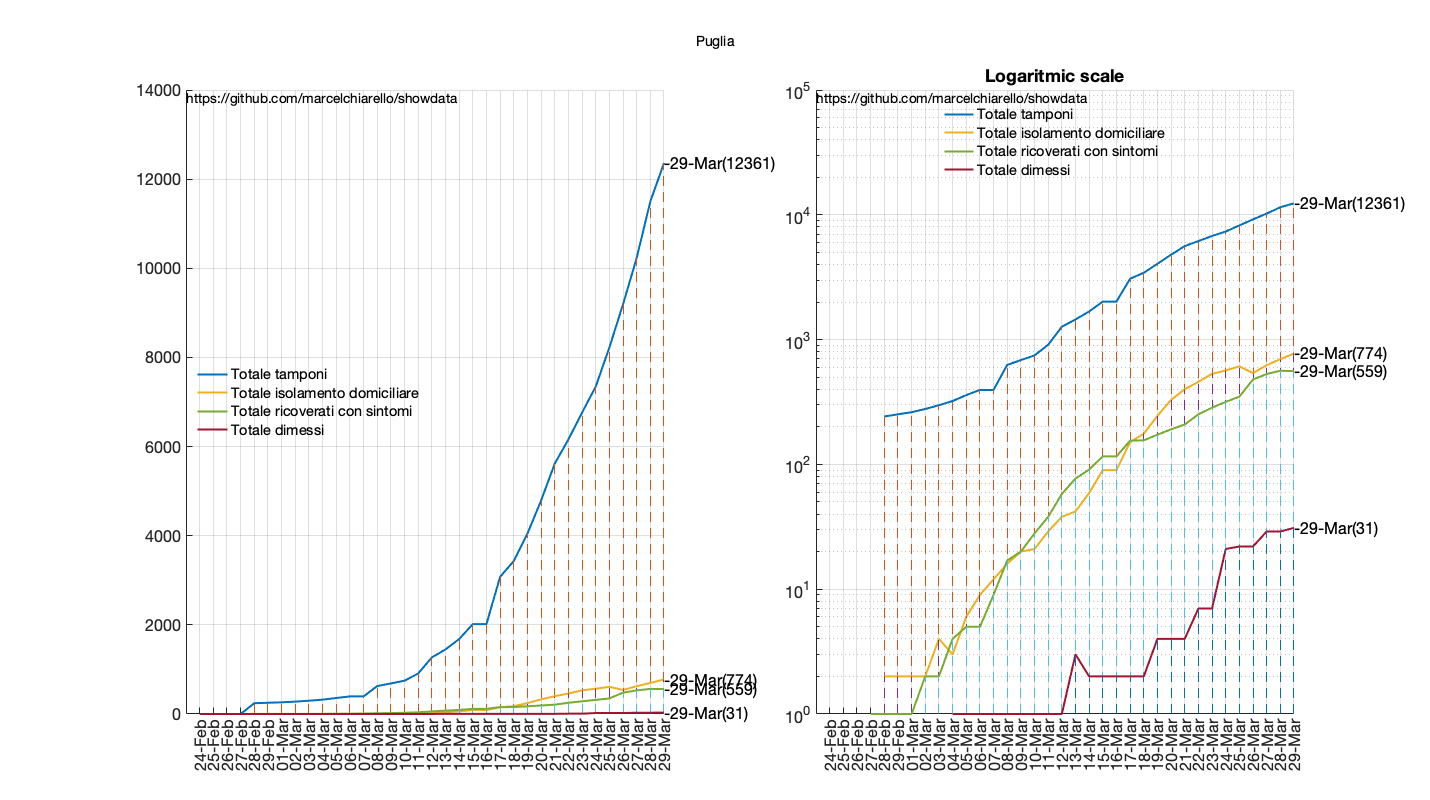 Puglia
https://github.com/marcelchiarello/showdata
14000
12000
10000
8000
6000
4000
2000
0
-29-Mar(12361)
Totale tamponi
Totale isolamento domiciliare
Totale ricoverati con sintomi
Totale dimessi
-29-Mar(774)
-29-Mar(559)
-29-Mar(31)
24-Feb
25-Feb
26-Feb
27-Feb
28-Feb
29-Feb
01-Mar
02-Mar
03-Mar
04-Mar
05-Mar
06-Mar
07-Mar
08-Mar
09-Mar
10-Mar
11-Mar
12-Mar
13-Mar
14-Mar
15-Mar
16-Mar
17-Mar
18-Mar
19-Mar
20-Mar
21-Mar
22-Mar
23-Mar
24-Mar
25-Mar
26-Mar
27-Mar
28-Mar
29-Mar
Logaritmic scale
https://github.com/marcelchiarello/showdata
Totale tamponi
Totale isolamento domiciliare
Totale ricoverati con sintomi
Totale dimessi
10^5
10^4
10^3
10^2
10^1
10^0
-29-Mar(12361)
-29-Mar(774)
-29-Mar(559)
-29-Mar(31)
24-Feb
25-Feb
26-Feb
27-Feb
28-Feb
29-Feb
01-Mar
02-Mar
03-Mar
04-Mar
05-Mar
06-Mar
07-Mar
08-Mar
09-Mar
10-Mar
11-Mar
12-Mar
13-Mar
14-Mar
15-Mar
16-Mar
17-Mar
18-Mar
19-Mar
20-Mar
21-Mar
22-Mar
23-Mar
24-Mar
25-Mar
26-Mar
27-Mar
28-Mar
29-Mar